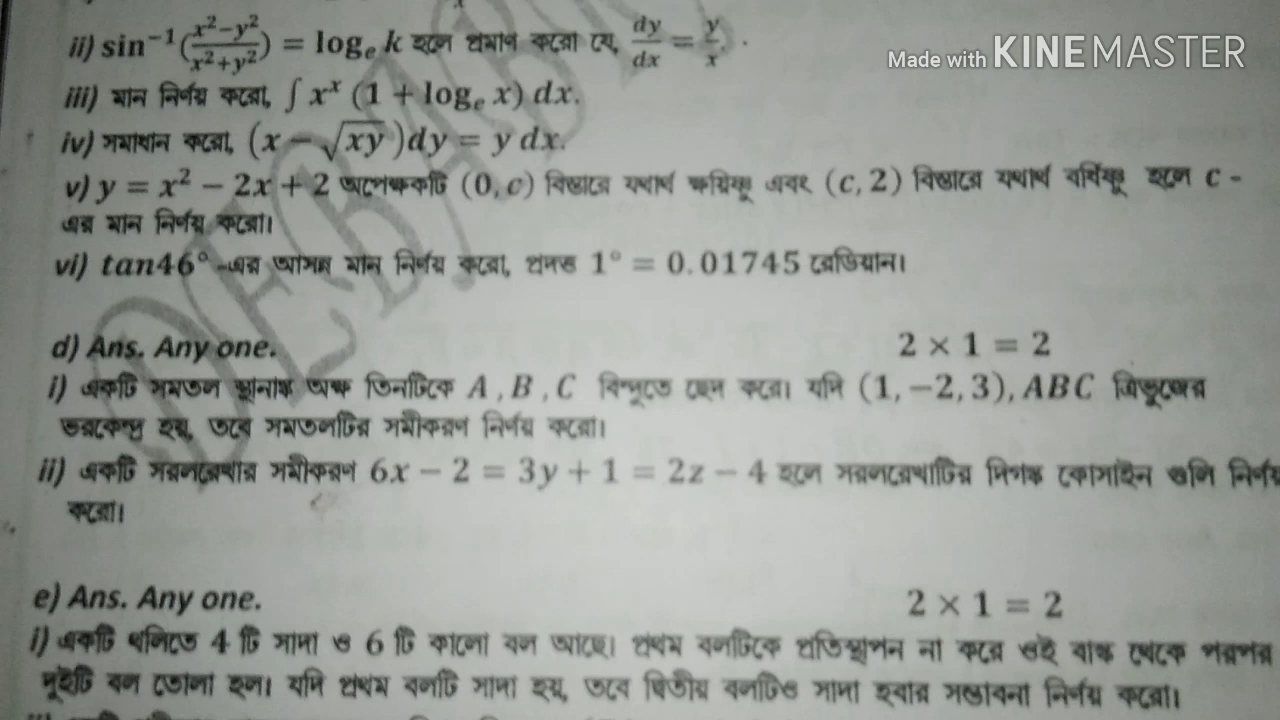 ii) sin⁻¹(x²−y²/x²+y²) = logₑ k হলে প্রমাণ করো যে, dy/dx = y/x .
Made with KINEMASTER
iii) মান নির্ণয় করো, ∫ xˣ (1 + logₑ x) dx.
iv) সমাধান করো, (x − √xy)dy = y dx.
v) y = x² − 2x + 2 অপেক্ষকটি (0, c) বিস্তারে যথার্থ ক্ষয়িষ্ণু এবং (c, 2) বিস্তারে যথার্থ বর্ধিষ্ণু হলে c -
এর মান নির্ণয় করো।
vi) tan46° -এর আসন্ন মান নির্ণয় করো, প্রদত্ত 1° = 0.01745 রেডিয়ান।
d) Ans. Any one. 2 × 1 = 2
i) একটি সমতল স্থানাঙ্ক অক্ষ তিনটিকে A , B , C বিন্দুতে ছেদ করে। যদি (1, −2, 3), ABC ত্রিভুজের
ভরকেন্দ্র হয়, তবে সমতলটির সমীকরণ নির্ণয় করো।
ii) একটি সরলরেখার সমীকরণ 6x − 2 = 3y + 1 = 2z − 4 হলে সরলরেখাটির দিগঙ্ক কোসাইন গুলি নির্ণয়
করো।
e) Ans. Any one. 2 × 1 = 2
i) একটি থলিতে 4 টি সাদা ও 6 টি কালো বল আছে। প্রথম বলটিকে প্রতিস্থাপন না করে ওই বাক্স থেকে পরপর
দুইটি বল তোলা হল। যদি প্রথম বলটি সাদা হয়, তবে দ্বিতীয় বলটিও সাদা হবার সম্ভাবনা নির্ণয় করো।